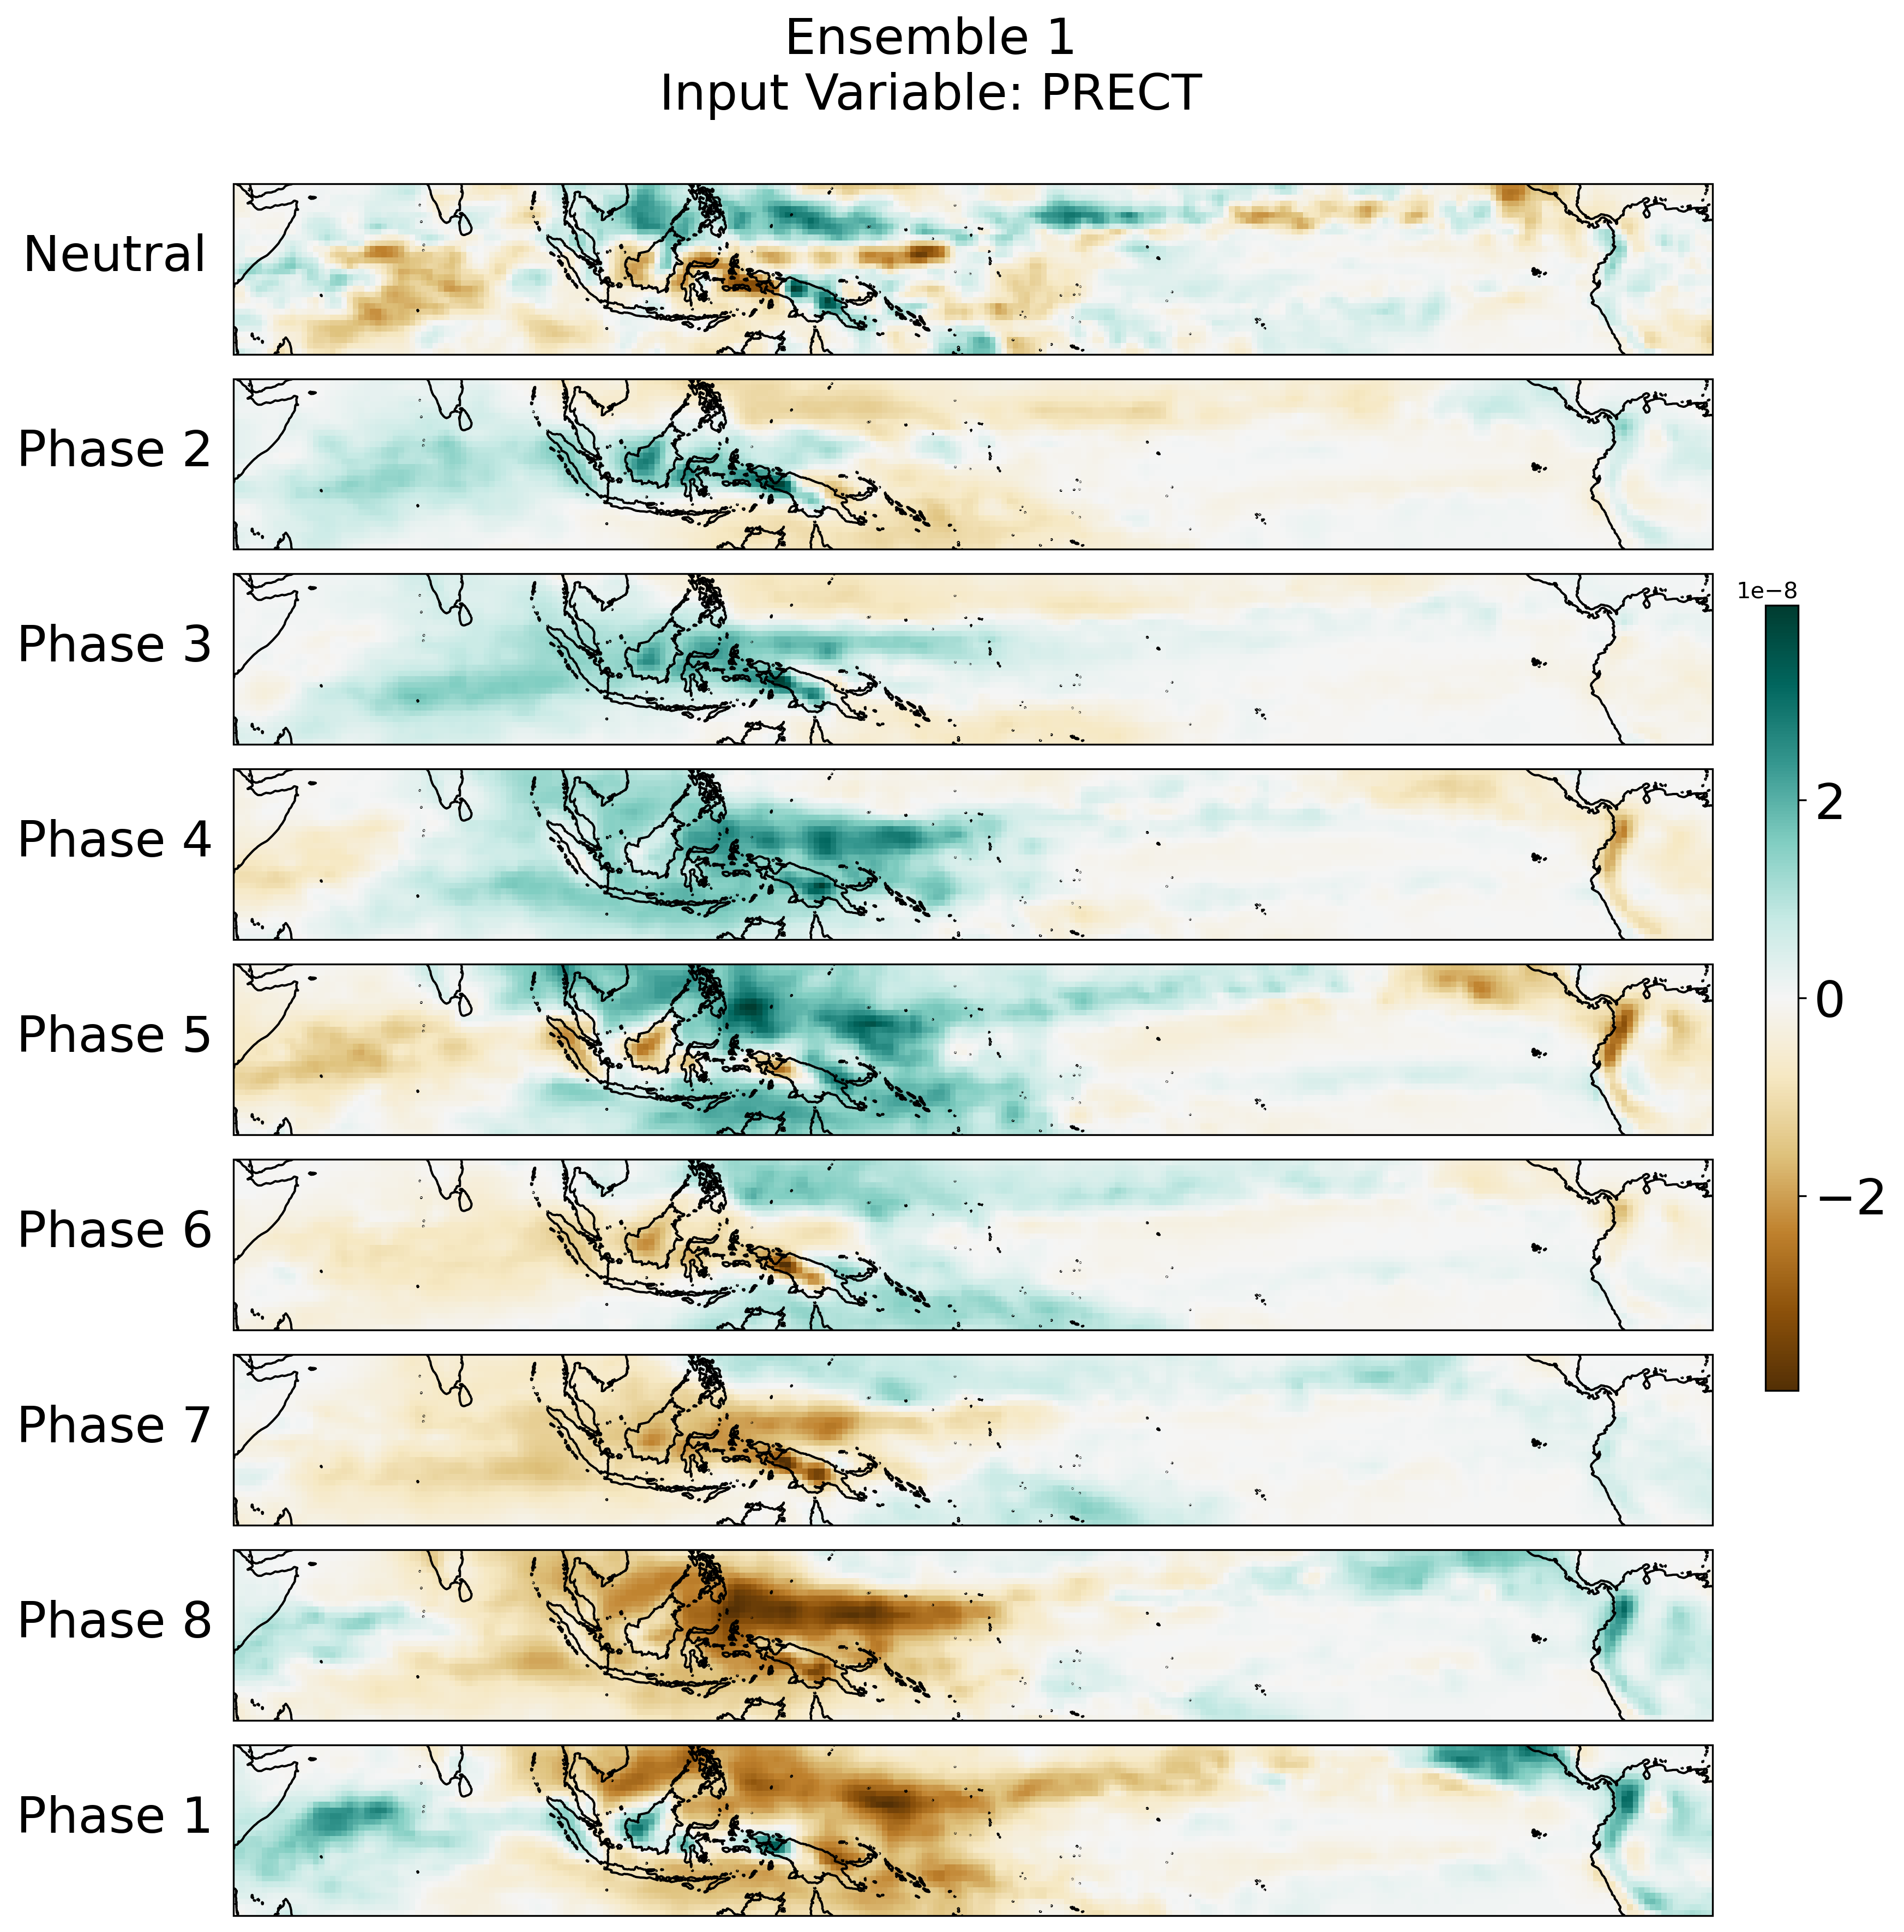 Ensemble 1
Input Variable: PRECT
Neutral
Phase 2
Phase 3
1e−8
Phase 4
2
Phase 5
0
Phase 6
−2
Phase 7
Phase 8
Phase 1